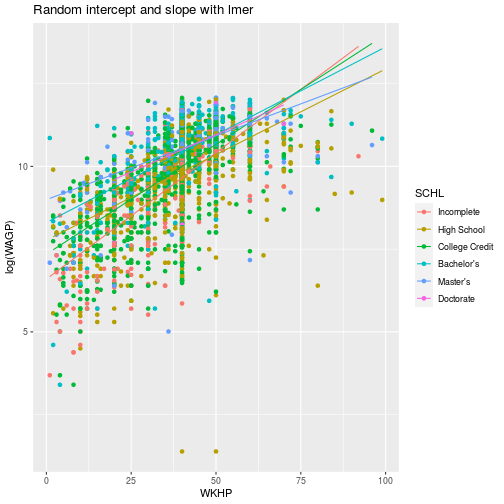 Random intercept and slope with lmer
log(WAGP)
10
5
0
25
50
75
100
WKHP
SCHL
Incomplete
High School
College Credit
Bachelor's
Master's
Doctorate